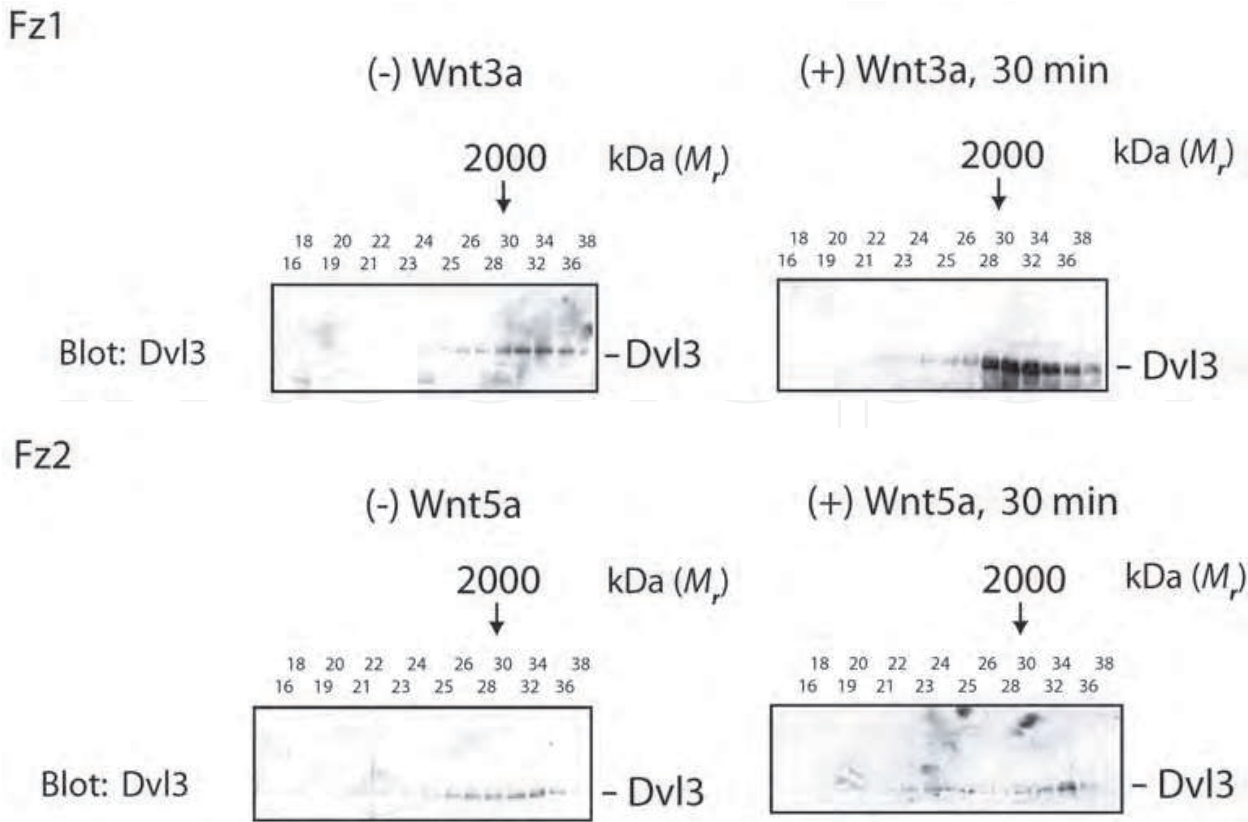 Fz1
(-) Wnt3a (+) Wnt3a, 30 min
2000 kDa (Mr) 2000 kDa (Mr)
18 20 22 24 26 30 34 38 18 20 22 24 26 30 34 38
16 19 21 23 25 28 32 36 16 19 21 23 25 28 32 36
Blot: Dvl3 – Dvl3 – Dvl3
Fz2
(-) Wnt5a (+) Wnt5a, 30 min
2000 kDa (Mr) 2000 kDa (Mr)
18 20 22 24 26 30 34 38 18 20 22 24 26 30 34 38
16 19 21 23 25 28 32 36 16 19 21 23 25 28 32 36
Blot: Dvl3 – Dvl3 – Dvl3